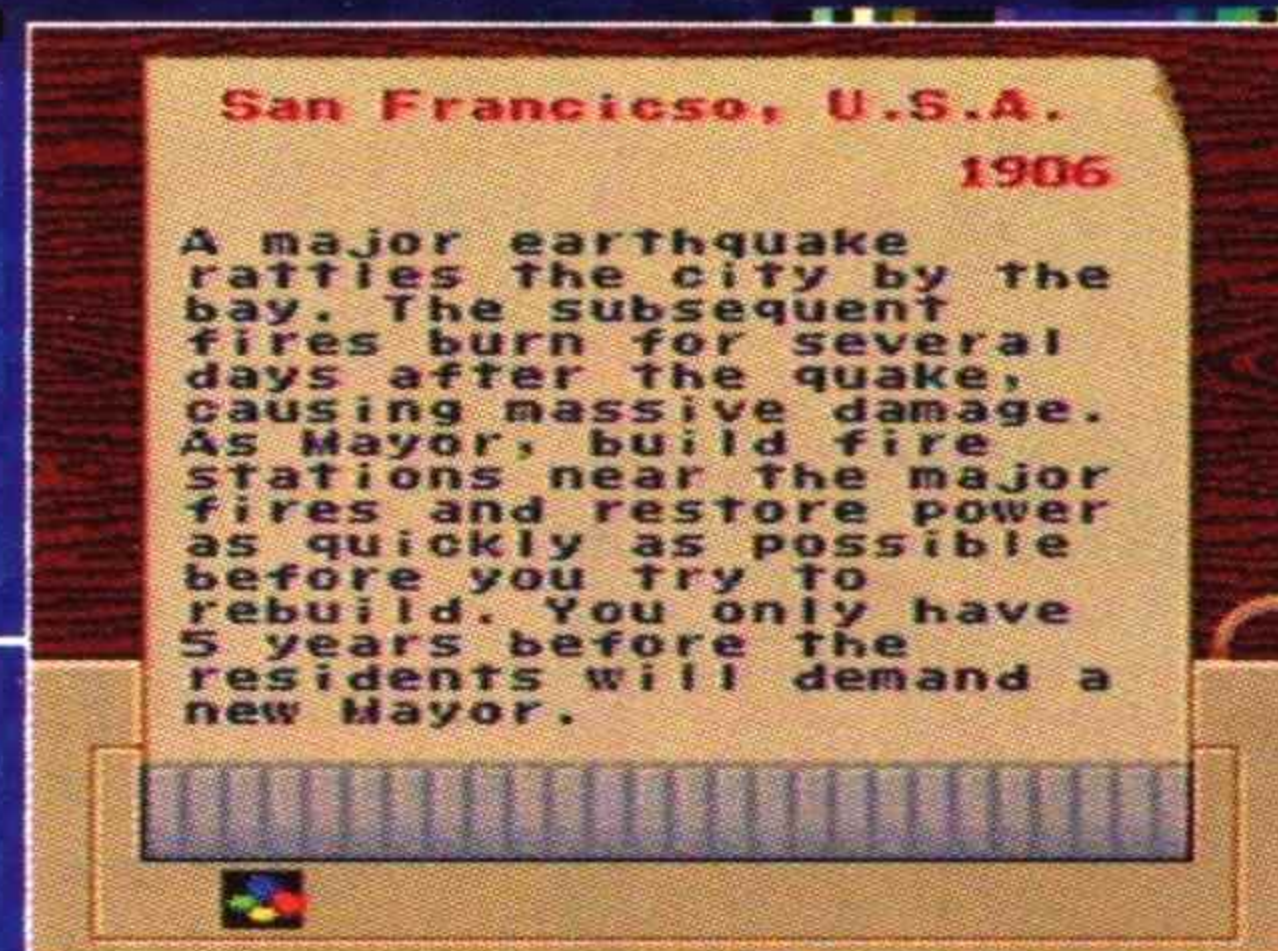 San Francicso, U.S.A.
1906
A major earthquake
rattles the city by the
bay. The subsequent
fires burn for several
days after the quake,
causing massive damage.
As Mayor, build fire
stations near the major
fires and restore power
as quickly as possible
before you try to
rebuild. You only have
5 years before the
residents will demand a
new Mayor.